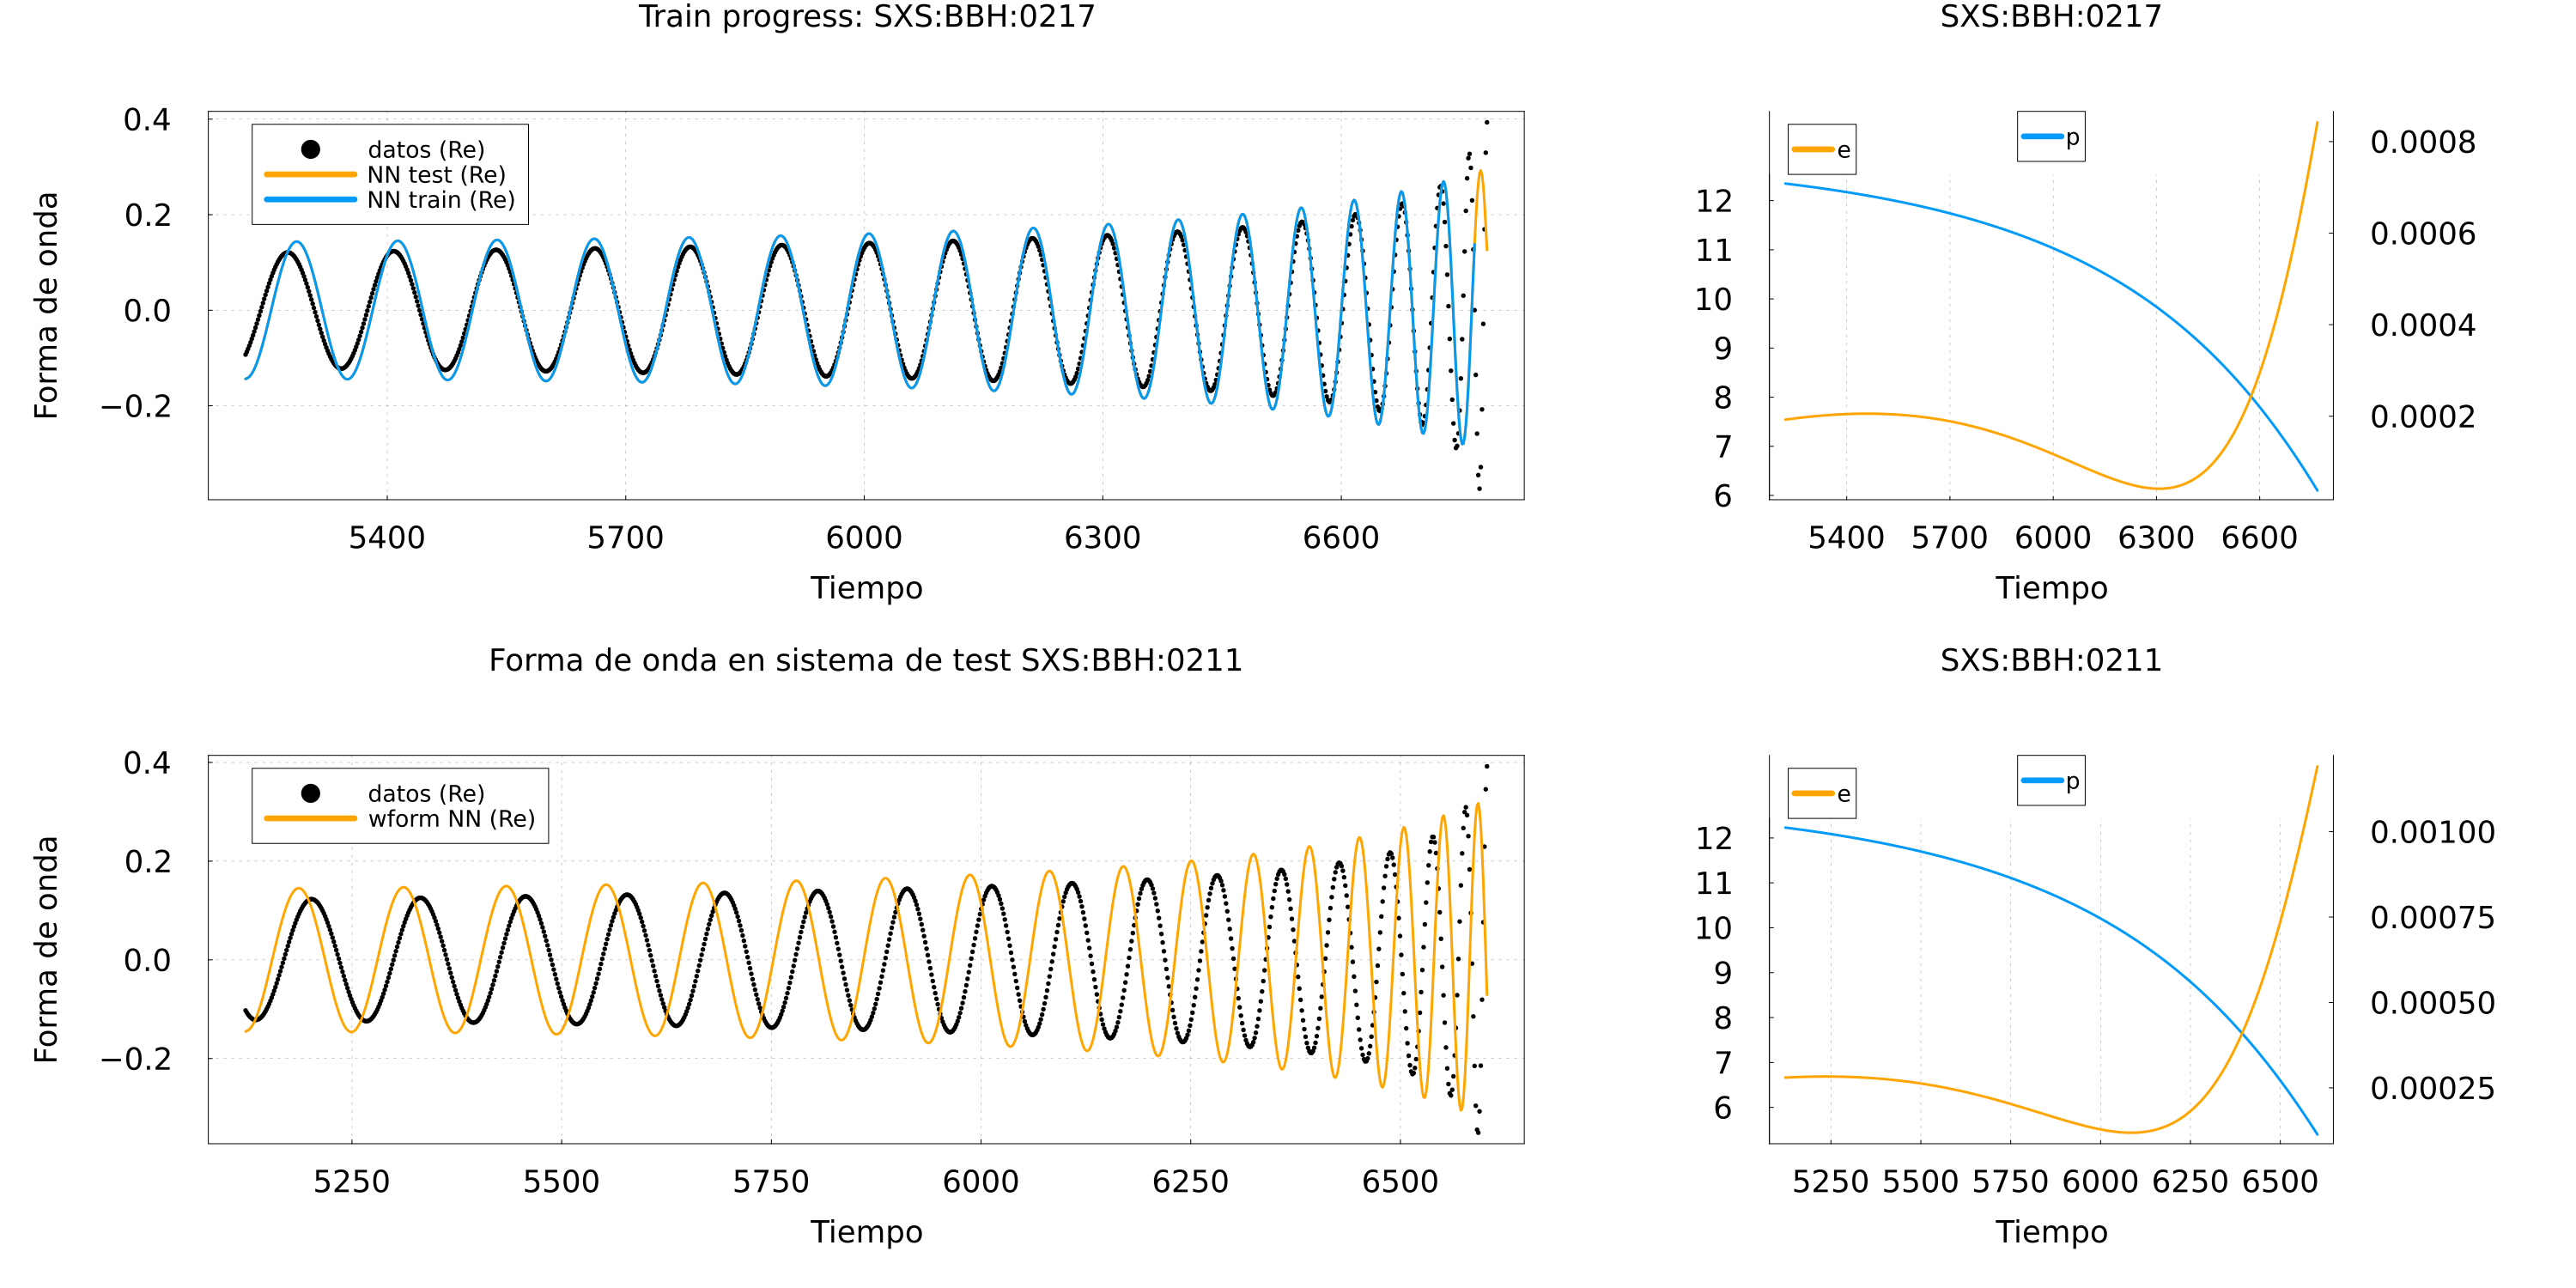 Train progress: SXS:BBH:0217
Forma de onda
0.4
0.2
0.0
−0.2
datos (Re)
NN test (Re)
NN train (Re)
5400 5700 6000 6300 6600
Tiempo
SXS:BBH:0217
e
p
12
11
10
9
8
7
6
0.0008
0.0006
0.0004
0.0002
5400 5700 6000 6300 6600
Tiempo
Forma de onda en sistema de test SXS:BBH:0211
Forma de onda
0.4
0.2
0.0
−0.2
datos (Re)
wform NN (Re)
5250 5500 5750 6000 6250 6500
Tiempo
SXS:BBH:0211
e
p
12
11
10
9
8
7
6
0.00100
0.00075
0.00050
0.00025
5250 5500 5750 6000 6250 6500
Tiempo